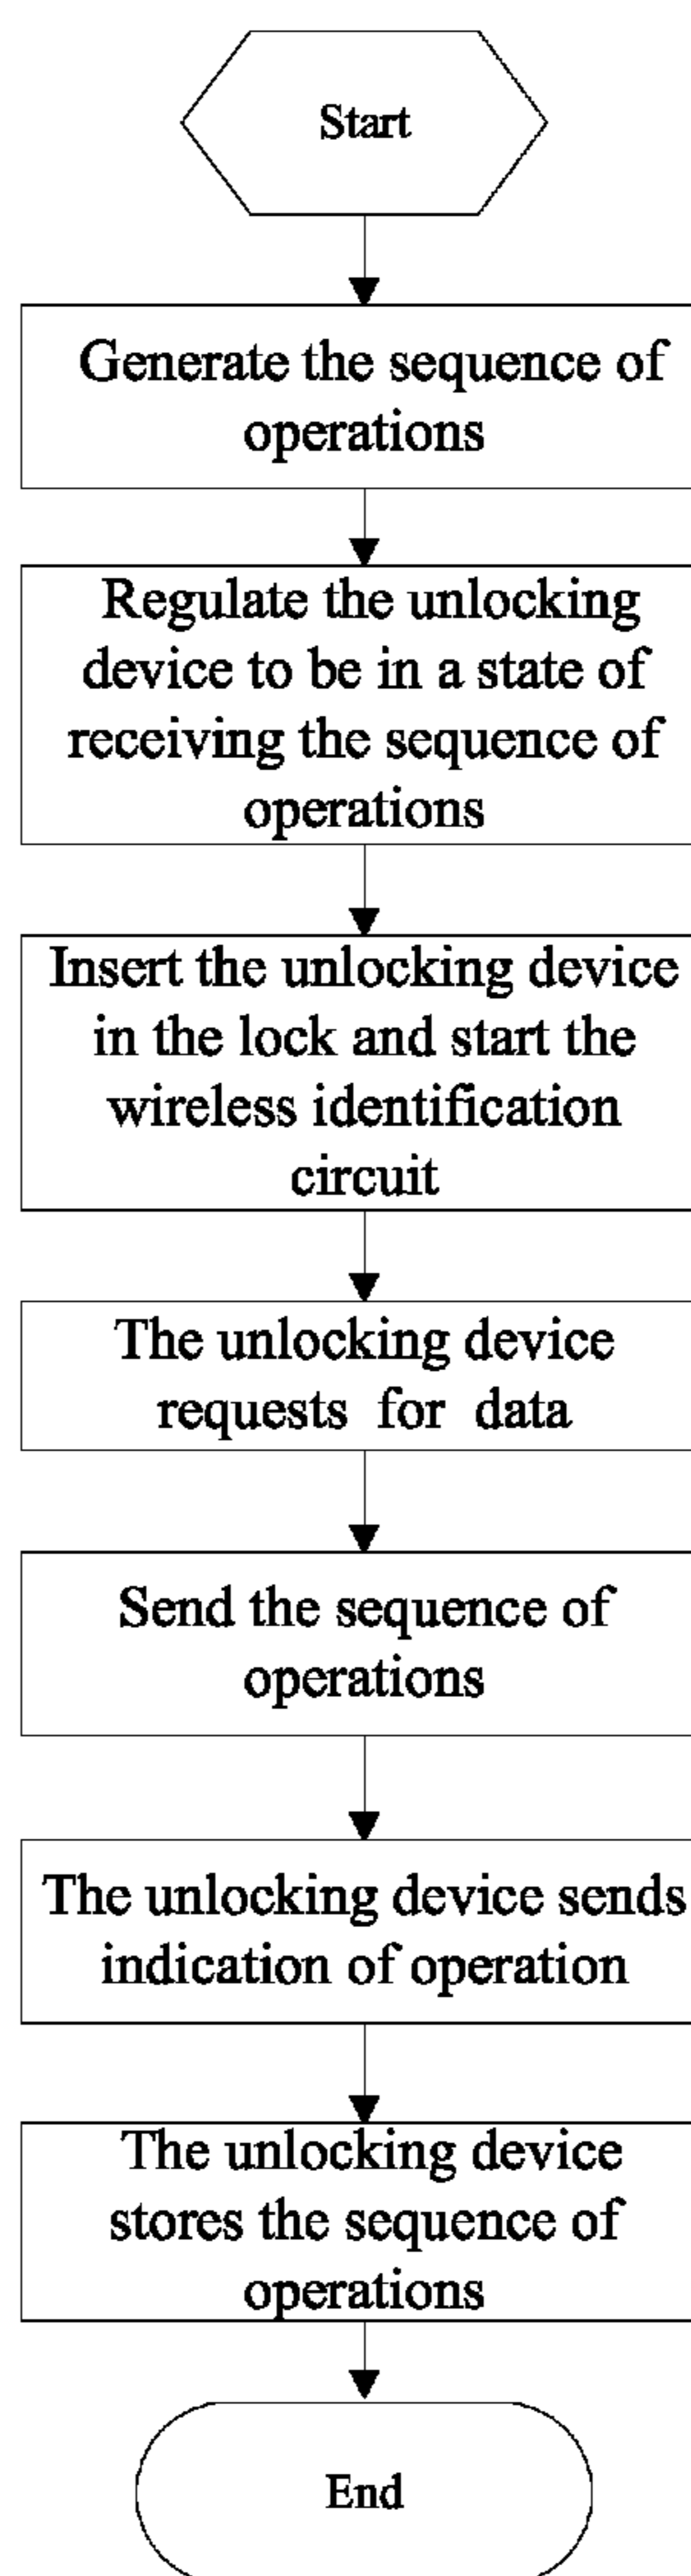 Start
Generate the sequence of
operations
Regulate the unlocking
device to be in a state of
receiving the sequence of
operations
Insert the unlocking device
in the lock and start the
wireless identification
circuit
The unlocking device
requests for data
Send the sequence of
operations
The unlocking device sends
indication of operation
The unlocking device
stores the sequence of
operations
End